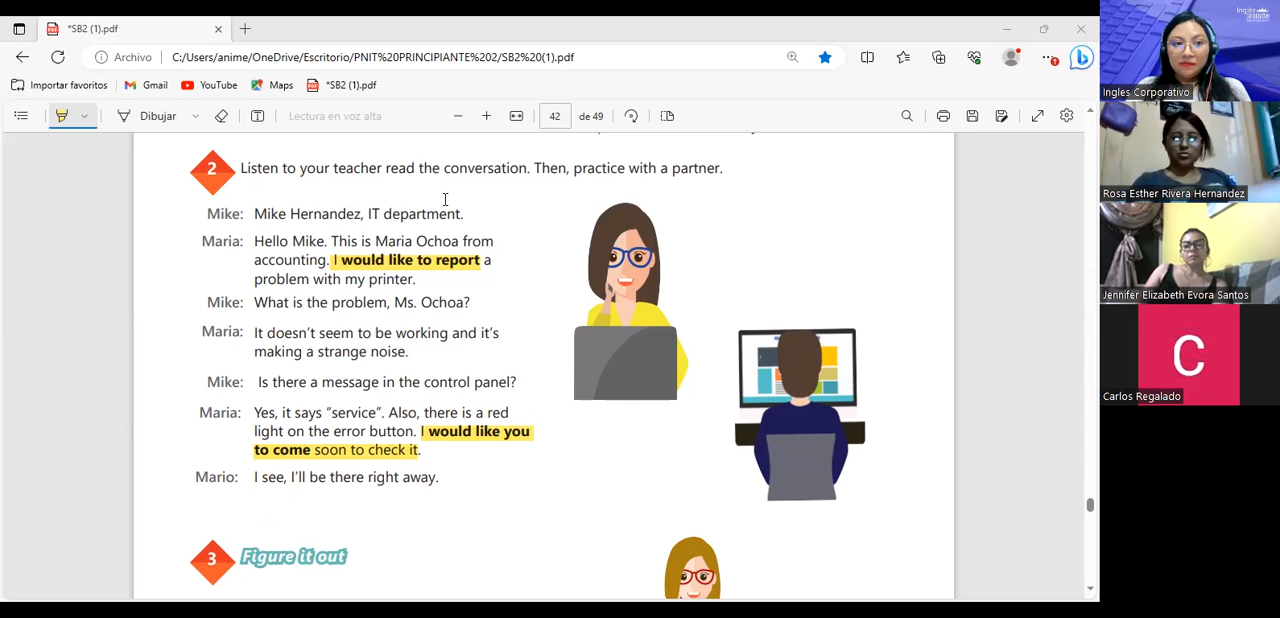 *SB2 (1).pdf
Archivo C:/Users/anime/OneDrive/Escritorio/PNIT%20PRINCIPIANTE%202/SB2%20(1).pdf
Importar favoritos Gmail YouTube Maps *SB2 (1).pdf
Dibujar Lectura en voz alta 42 de 49
2 Listen to your teacher read the conversation. Then, practice with a partner.
Mike: Mike Hernandez, IT department.
Maria: Hello Mike. This is Maria Ochoa from
accounting. I would like to report a
problem with my printer.
Mike: What is the problem, Ms. Ochoa?
Maria: It doesn't seem to be working and it's
making a strange noise.
Mike: Is there a message in the control panel?
Maria: Yes, it says “service”. Also, there is a red
light on the error button. I would like you
to come soon to check it.
Mario: I see, I'll be there right away.
3 Figure it out
Ingles Corporativo
Rosa Esther Rivera Hernandez
Jennifer Elizabeth Evora Santos
C
Carlos Regalado